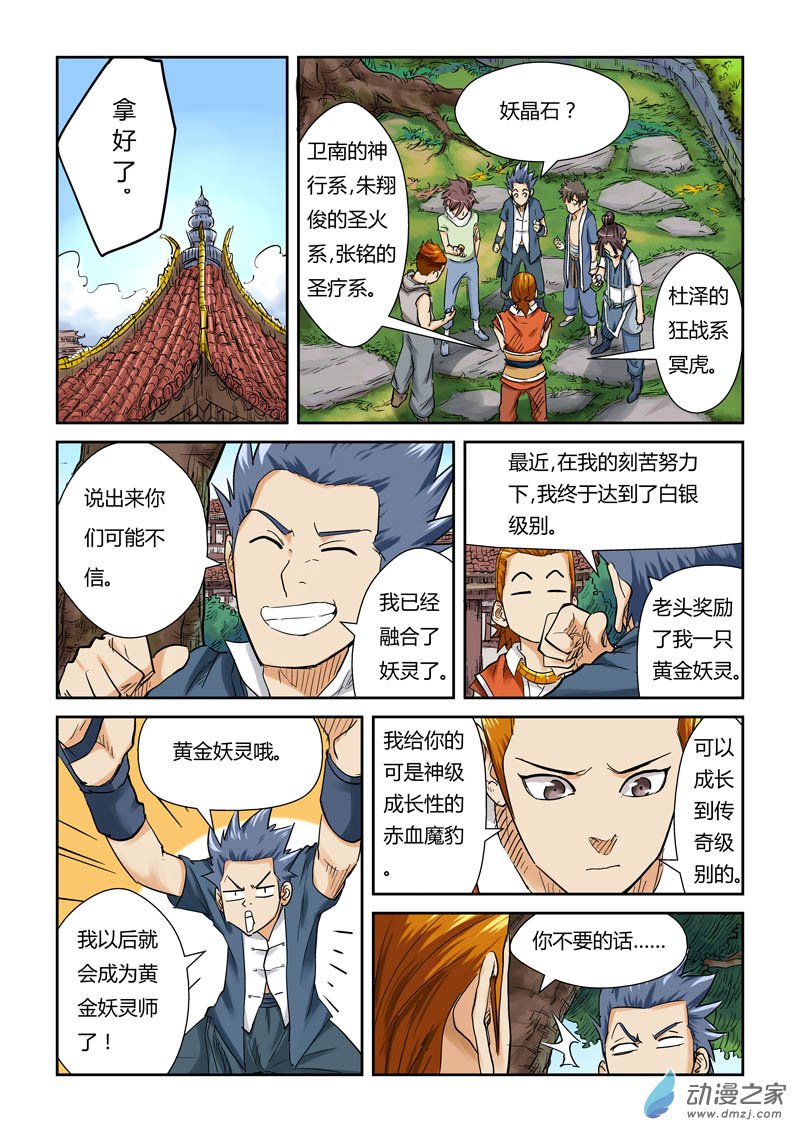 拿好
了。
妖晶石？
卫南的神
行系，朱翔
俊的圣火
系，张铭的
圣疗系。
杜泽的
狂战系
冥虎。
说出来你
们可能不
信。
我已经
融合了
妖灵了。
最近，在我的刻苦努力
下，我终于达到了白银
级别。
老头奖励
了我一只
黄金妖灵。
黄金妖灵哦。
我以后就
会成为黄
金妖灵师
了！
我给你的
可是神级
成长性的
赤血魔豹
。
可以
成长
到传
奇级
别的。
你不要的话……
动漫之家
www.dmzj.com